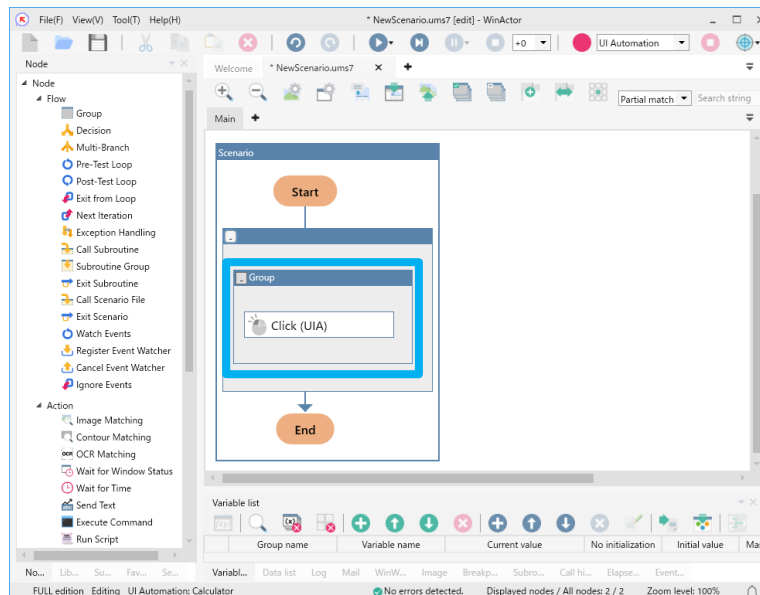 File(F) View(V) Tool(T) Help(H) * NewScenario.ums7 [edit] - WinActor
+0 UI Automation
Node
Welcome * NewScenario.ums7
Node
Flow
Group
Decision
Multi-Branch
Pre-Test Loop
Post-Test Loop
Exit from Loop
Next Iteration
Exception Handling
Call Subroutine
Subroutine Group
Exit Subroutine
Call Scenario File
Exit Scenario
Watch Events
Register Event Watcher
Cancel Event Watcher
Ignore Events
Action
Image Matching
Contour Matching
OCR Matching
Wait for Window Status
Wait for Time
Send Text
Execute Command
Run Script
No... Lib... Su... Fav... Se...
Partial match Search string
Main
Scenario
Start
Group
Click (UIA)
End
Variable list
Group name Variable name Current value No initialization Initial value Mas
Variabl... Data list Log Mail WinW... Image Breakp... Subro... Call hi... Elapse... Event...
FULL edition Editing UI Automation: Calculator No errors detected. Displayed nodes / All nodes: 2 / 2 Zoom level: 100%